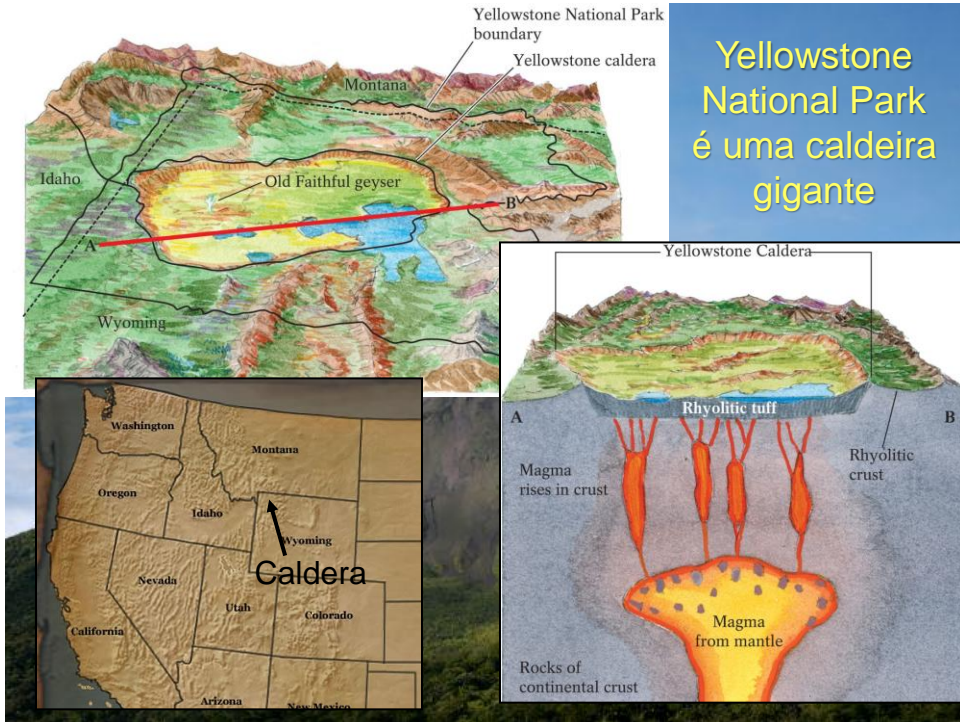 Yellowstone National Park
boundary
Yellowstone caldera
Montana
Idaho
Old Faithful geyser
A
B
Wyoming
Yellowstone
National Park
é uma caldeira
gigante
Yellowstone Caldera
Rhyolitic tuff
A
B
Magma
rises in crust
Rhyolitic
crust
Magma
from mantle
Rocks of
continental crust
Washington
Montana
Oregon
Idaho
Wyoming
Caldera
Nevada
Utah
Colorado
California
Arizona
New Mexico